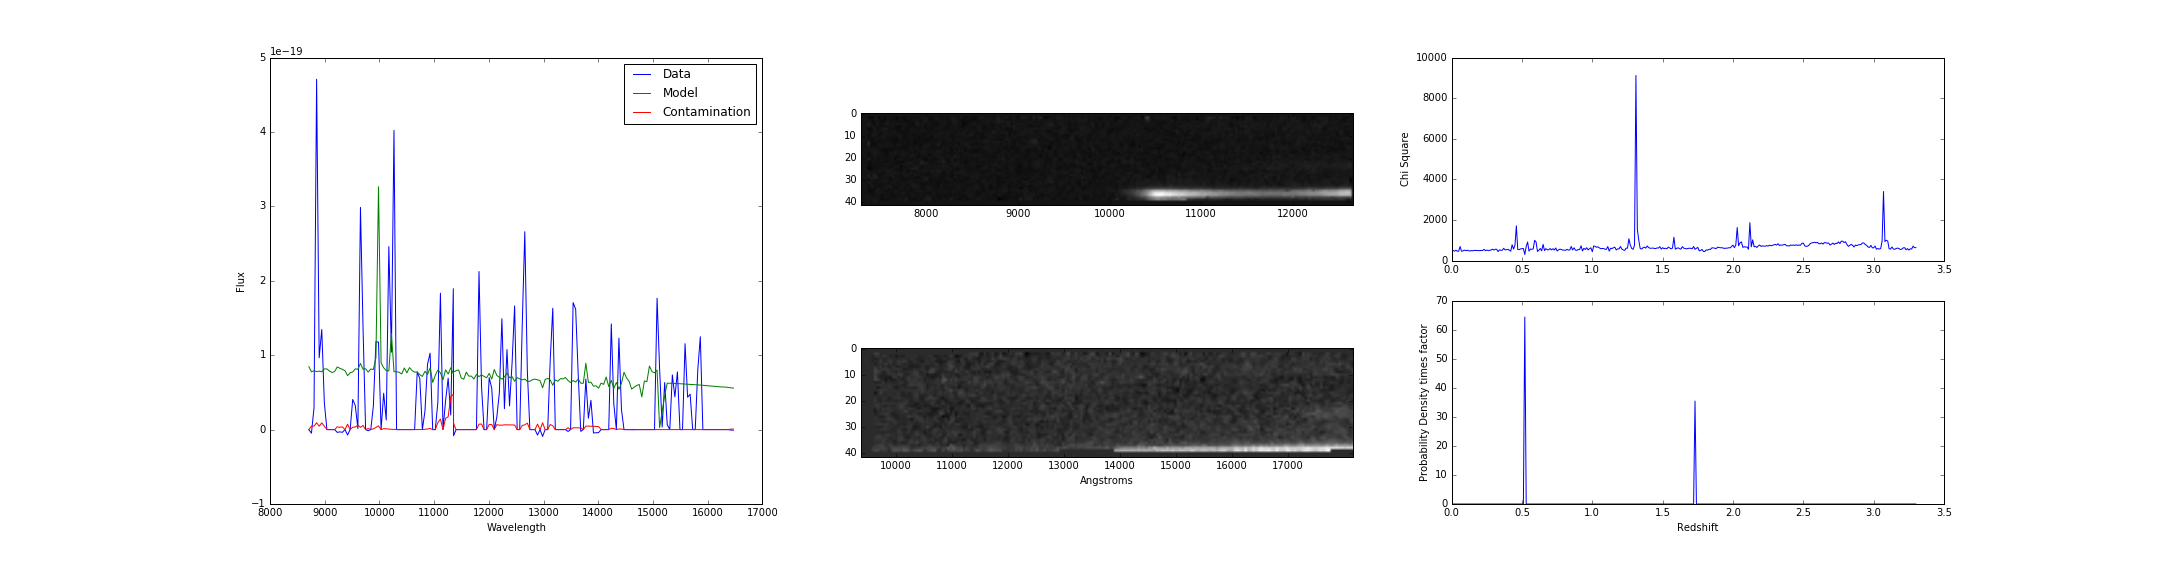 1e−19
5
4
3
2
1
0
−1
Flux
8000 9000 10000 11000 12000 13000 14000 15000 16000 17000
Wavelength
Data
Model
Contamination
0
10
20
30
40
8000 9000 10000 11000 12000
0
10
20
30
40
10000 11000 12000 13000 14000 15000 16000 17000
Angstroms
10000
8000
6000
4000
2000
0
Chi Square
0.0 0.5 1.0 1.5 2.0 2.5 3.0 3.5
70
60
50
40
30
20
10
0
Probability Density times factor
0.0 0.5 1.0 1.5 2.0 2.5 3.0 3.5
Redshift